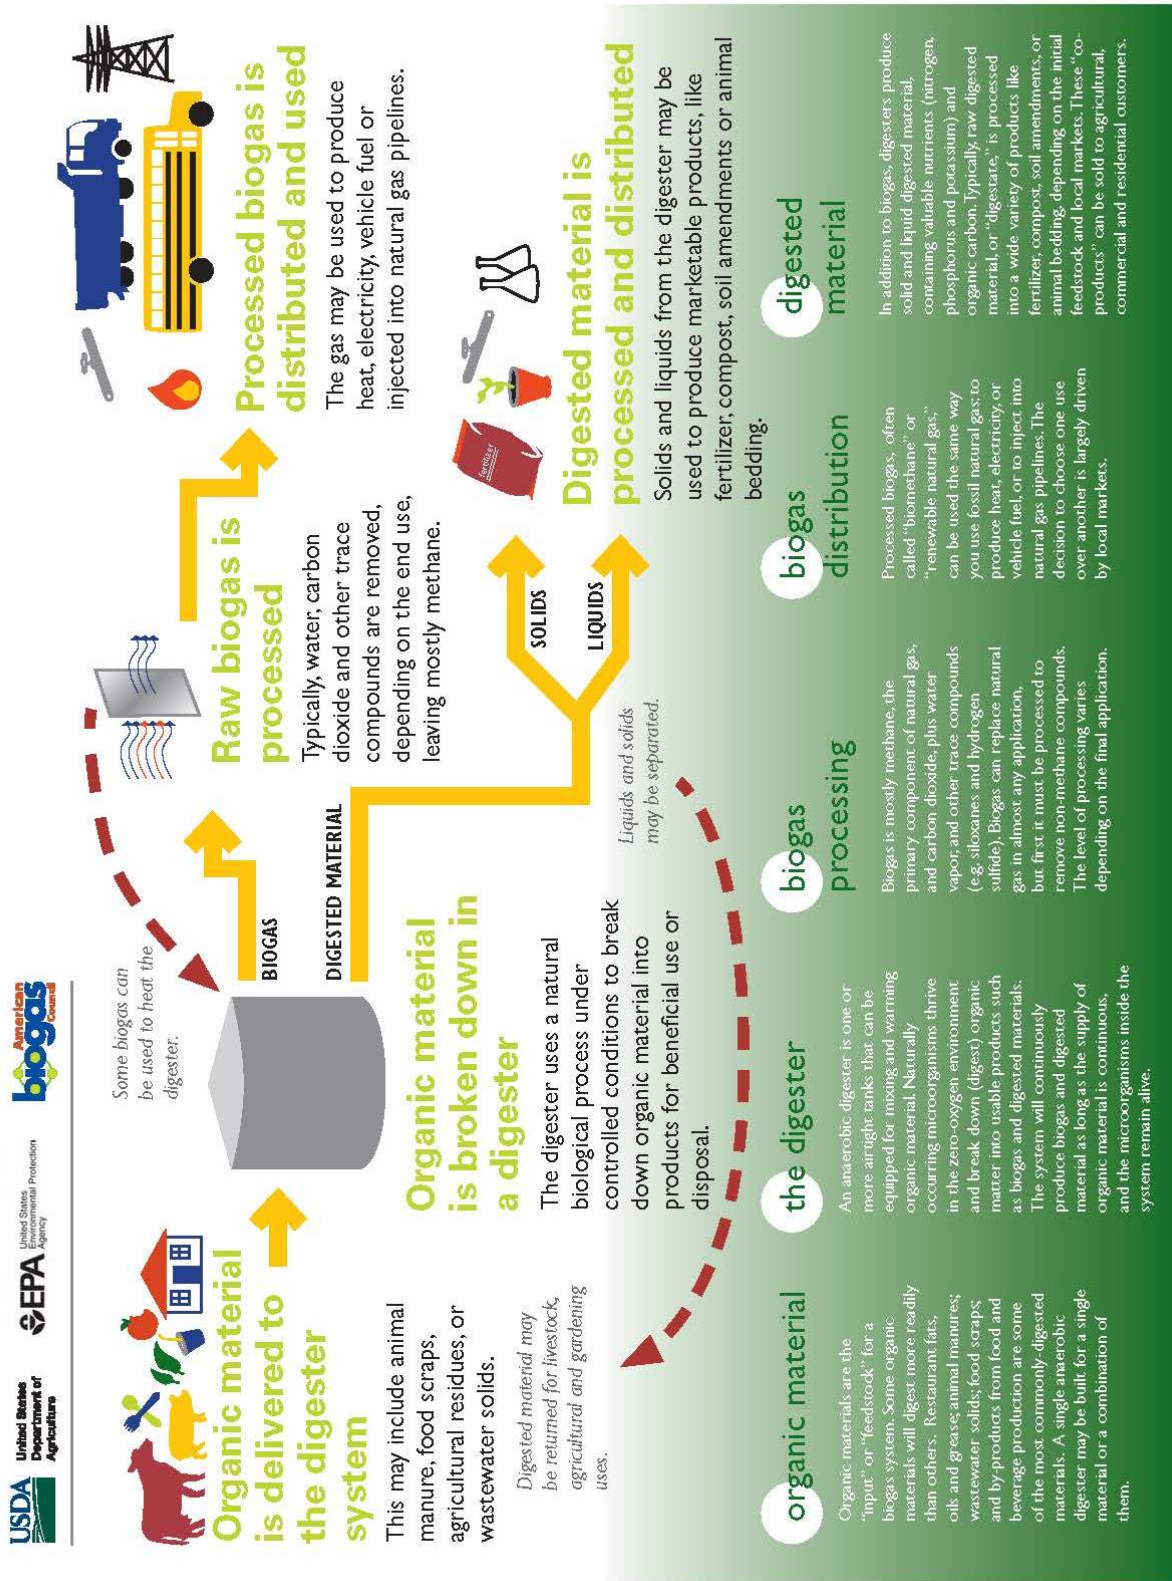 USDA
United States
Department of
Agriculture
EPA
United States
Environmental Protection
Agency
American
biogas
Council
Organic material
is delivered to
the digester
system
This may include animal
manure, food scraps,
agricultural residues, or
wastewater solids.
Digested material may
be returned for livestock,
agricultural and gardening
uses.
Some biogas can
be used to heat the
digester.
BIOGAS
DIGESTED MATERIAL
Organic material
is broken down in
a digester
The digester uses a natural
biological process under
controlled conditions to break
down organic material into
products for beneficial use or
disposal.
Raw biogas is
processed
Typically, water, carbon
dioxide and other trace
compounds are removed,
depending on the end use,
leaving mostly methane.
Liquids and solids
may be separated.
SOLIDS
LIQUIDS
Processed biogas is
distributed and used
The gas may be used to produce
heat, electricity, vehicle fuel or
injected into natural gas pipelines.
fertilizer
Digested material is
processed and distributed
Solids and liquids from the digester may be
used to produce marketable products, like
fertilizer, compost, soil amendments or animal
bedding.
organic material
Organic materials are the
“input” or “feedstock” for a
biogas system. Some organic
materials will digest more readily
than others. Restaurant fats,
oils and grease; animal manures;
wastewater solids; food scraps;
and by-products from food and
beverage production are some
of the most commonly-digested
materials. A single anaerobic
digester may be built for a single
material or a combination of
them.
the digester
An anaerobic digester is one or
more airtight tanks that can be
equipped for mixing and warming
organic material. Naturally
occurring microorganisms thrive
in the zero-oxygen environment
and break down (digest) organic
matter into usable products such
as biogas and digested materials.
The system will continuously
produce biogas and digested
material as long as the supply of
organic material is continuous,
and the microorganisms inside the
system remain alive.
biogas
processing
Biogas is mostly methane, the
primary component of natural gas,
and carbon dioxide, plus water
vapor, and other trace compounds
(e.g. siloxanes and hydrogen
sulfide). Biogas can replace natural
gas in almost any application,
but first it must be processed to
remove non-methane compounds.
The level of processing varies
depending on the final application.
biogas
distribution
Processed biogas, often
called “biomethane” or
“renewable natural gas,”
can be used the same way
you use fossil natural gas: to
produce heat, electricity, or
vehicle fuel, or to inject into
natural gas pipelines. The
decision to choose one use
over another is largely driven
by local markets.
digested
material
In addition to biogas, digesters produce
solid and liquid digested material,
containing valuable nutrients (nitrogen,
phosphorus and potassium) and
organic carbon. Typically, raw digested
material, or “digestate,” is processed
into a wide variety of products like
fertilizer, compost, soil amendments, or
animal bedding, depending on the initial
feedstock and local markets. These “co-
products” can be sold to agricultural,
commercial and residential customers.